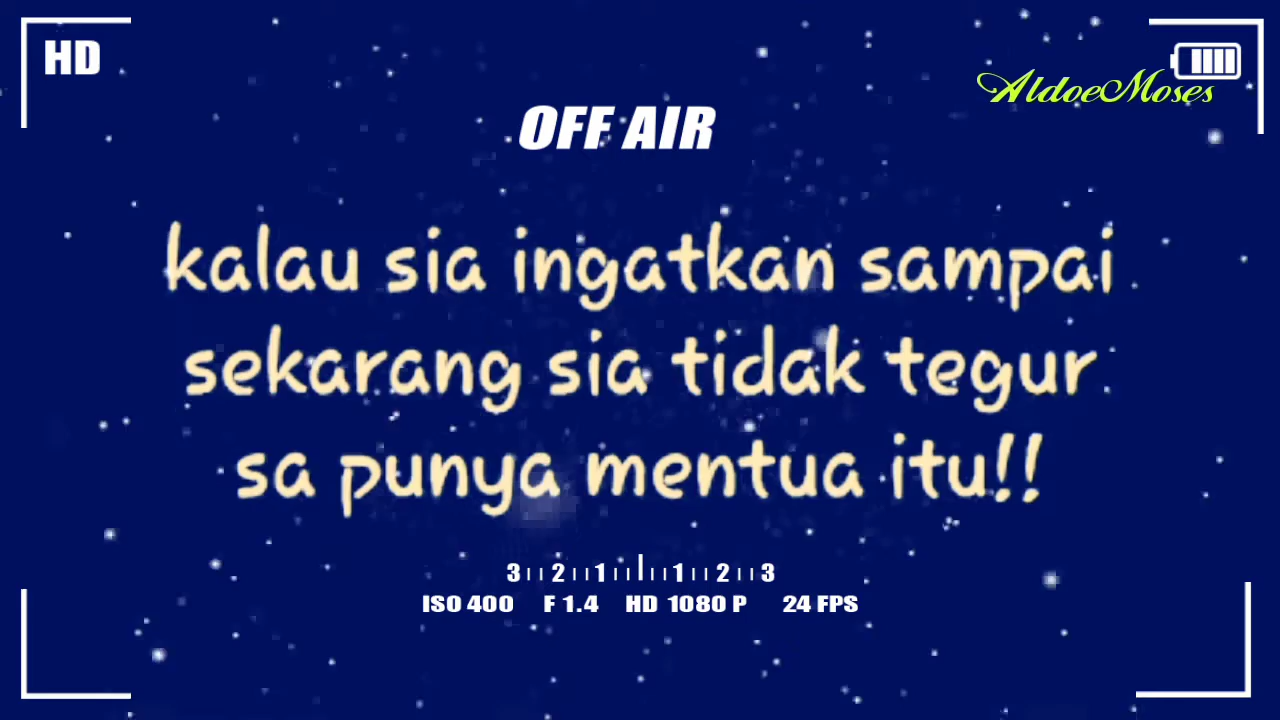 HD
AldoeMoses
OFF AIR
kalau sia ingatkan sampai
sekarang sia tidak tegur
sa punya mentua itu!!
3 2 1 1 2 3
ISO 400 F 1.4 HD 1080 P 24 FPS